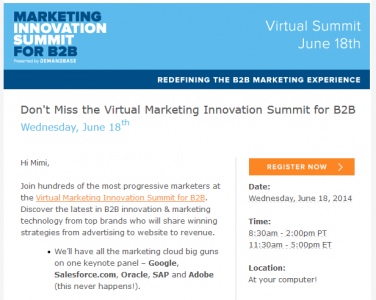 MARKETING
INNOVATION
SUMMIT
FOR B2B
Presented by DEMANDBASE
Virtual Summit
June 18th
REDEFINING THE B2B MARKETING EXPERIENCE
Don't Miss the Virtual Marketing Innovation Summit for B2B
Wednesday, June 18th
Hi Mimi,
Join hundreds of the most progressive marketers at
the Virtual Marketing Innovation Summit for B2B.
Discover the latest in B2B innovation & marketing
technology from top brands who will share winning
strategies from advertising to website to revenue.
• We'll have all the marketing cloud big guns
on one keynote panel – Google,
Salesforce.com, Oracle, SAP and Adobe
(this never happens!).
REGISTER NOW >
Date:
Wednesday, June 18, 2014
Time:
8:30am - 2:00pm PT
11:30am - 5:00pm ET
Location:
At your computer!